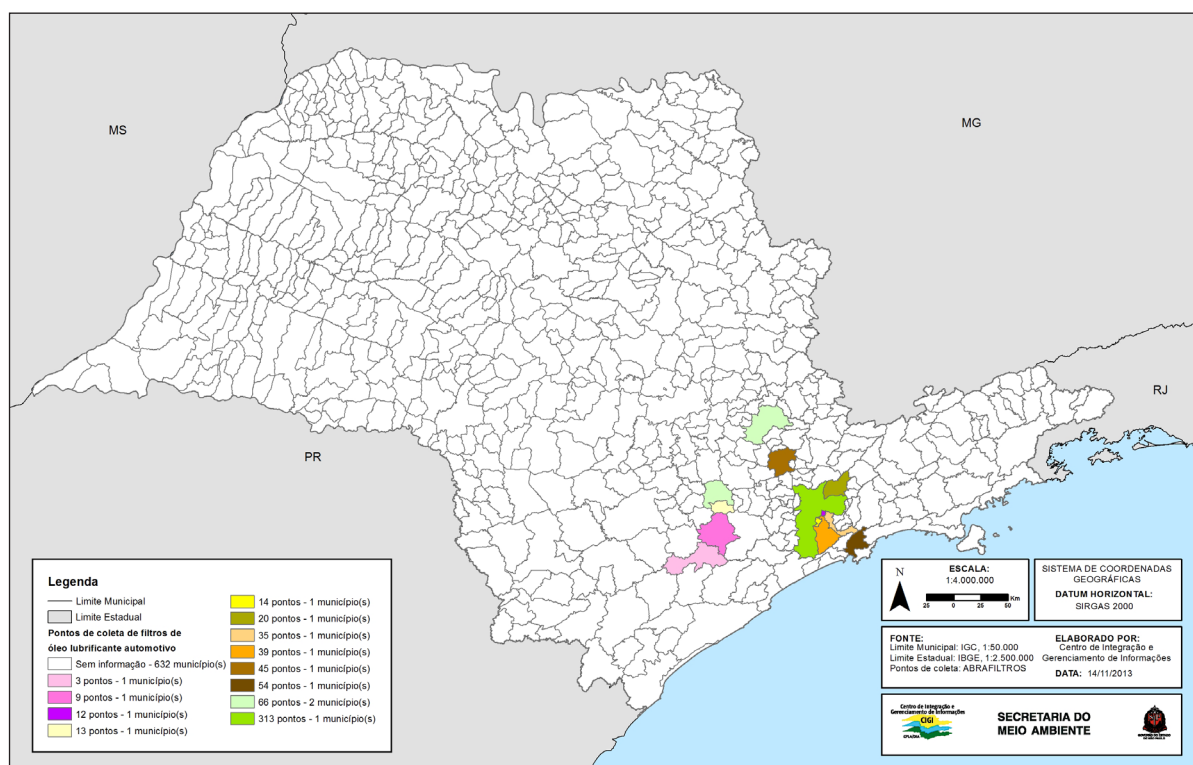 MS
MG
RJ
PR
Legenda
Limite Municipal
Limite Estadual
Pontos de coleta de filtros de
óleo lubrificante automotivo
Sem informação - 632 município(s)
3 pontos - 1 município(s)
9 pontos - 1 município(s)
12 pontos - 1 município(s)
13 pontos - 1 município(s)
14 pontos - 1 município(s)
20 pontos - 1 município(s)
35 pontos - 1 município(s)
39 pontos - 1 município(s)
45 pontos - 1 município(s)
54 pontos - 1 município(s)
66 pontos - 2 município(s)
313 pontos - 1 município(s)
N
ESCALA:
1:4.000.000
25 0 25 50 Km
SISTEMA DE COORDENADAS
GEOGRÁFICAS
DATUM HORIZONTAL:
SIRGAS 2000
FONTE:
Limite Municipal: IGC, 1:50.000
Limite Estadual: IBGE, 1:2.500.000
Pontos de coleta: ABRAFILTROS
ELABORADO POR:
Centro de Integração e
Gerenciamento de Informações
DATA: 14/11/2013
Centro de Integração e
Gerenciamento de Informações
CIGI
SECRETARIA DO
MEIO AMBIENTE